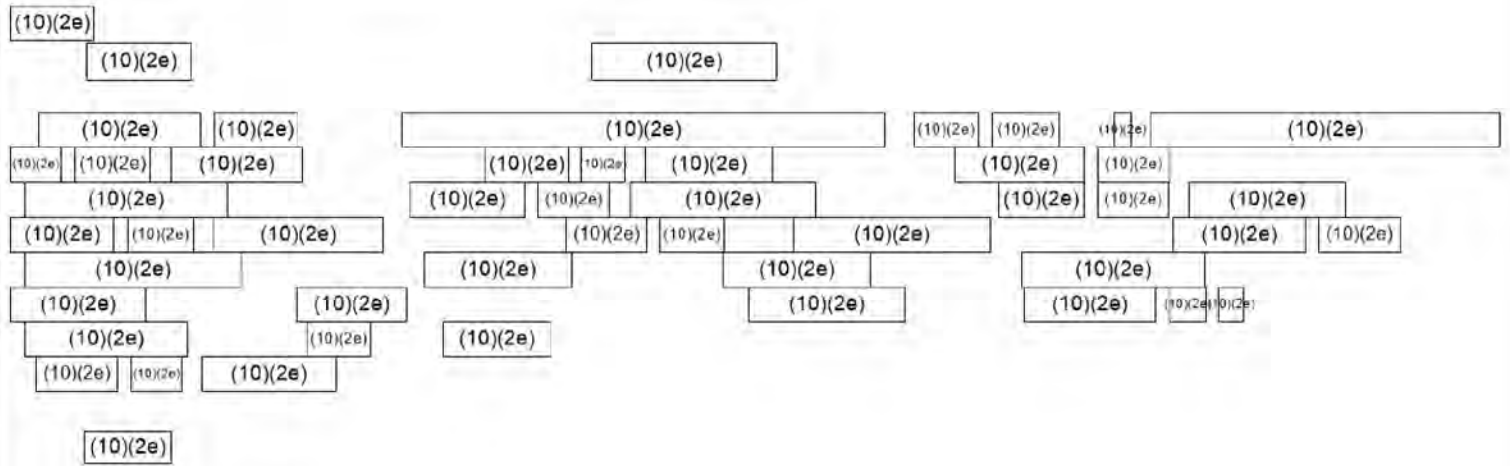 (10)(2e)
(10)(2e) (10)(2e)
(10)(2e) (10)(2e) (10)(2e) (10)(2e) (10)(2e) (10)(2e) (10)(2e)
(10)(2e) (10)(2e) (10)(2e) (10)(2e) (10)(2e) (10)(2e) (10)(2e) (10)(2e)
(10)(2e) (10)(2e) (10)(2e) (10)(2e) (10)(2e) (10)(2e) (10)(2e)
(10)(2e) (10)(2e) (10)(2e) (10)(2e) (10)(2e) (10)(2e) (10)(2e) (10)(2e)
(10)(2e) (10)(2e) (10)(2e) (10)(2e)
(10)(2e) (10)(2e) (10)(2e) (10)(2e) (10)(2e) (10)(2e)
(10)(2e) (10)(2e) (10)(2e)
(10)(2e) (10)(2e) (10)(2e)
(10)(2e)